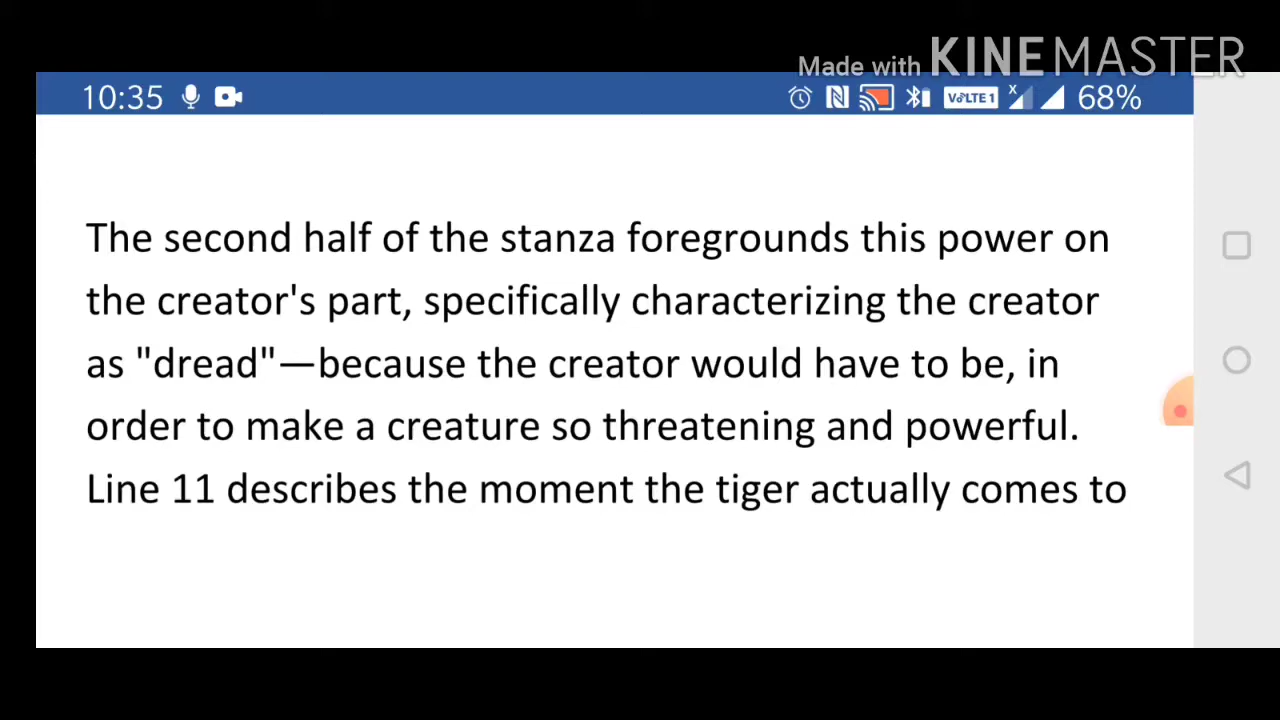 Made with KINEMASTER
10:35 VoLTE 1 X 68%
The second half of the stanza foregrounds this power on
the creator's part, specifically characterizing the creator
as "dread"—because the creator would have to be, in
order to make a creature so threatening and powerful.
Line 11 describes the moment the tiger actually comes to